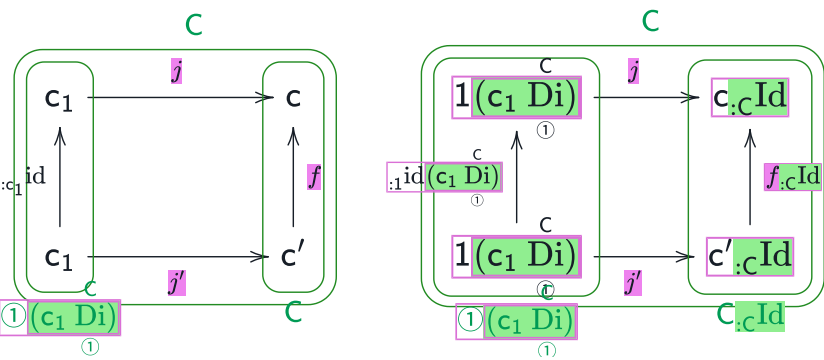 C
C
j
c₁
c
:c₁id
f
c₁
c′
j′
①(c₁ Di)
C
①
C
C
j
1(c₁ Di)
①
c:CId
:1id(c₁ Di)
C
①
f:CId
C
1(c₁ Di)
①
c′:CId
j′
①(c₁ Di)
C
①
C:CId